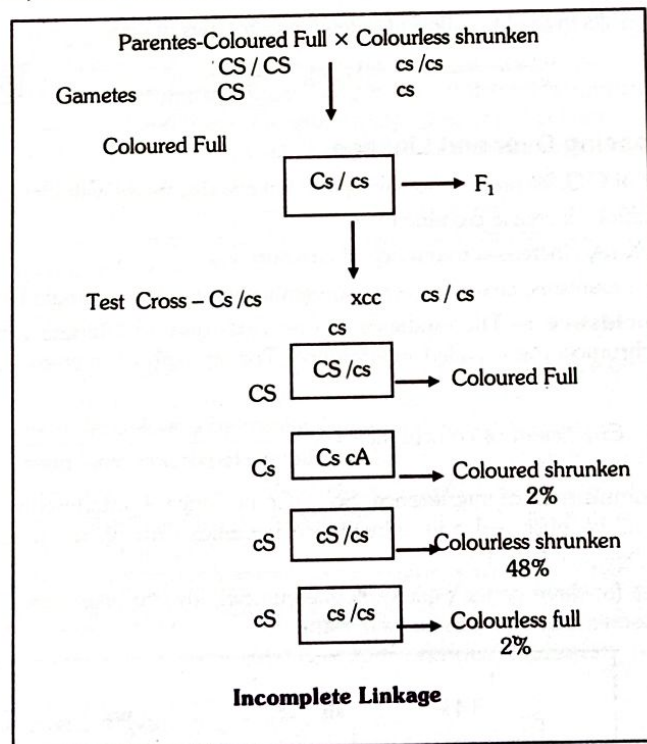 Parentes-Coloured Full × Colourless shrunken
CS / CS cs/cs
Gametes CS cs
Coloured Full
Cs / cs F1
Test Cross – Cs/cs xcc cs / cs
cs
CS /cs Coloured Full
CS
Cs Cs cA Coloured shrunken
2%
cS cS /cs Colourless shrunken
48%
cS cs /cs Colourless full
2%
Incomplete Linkage